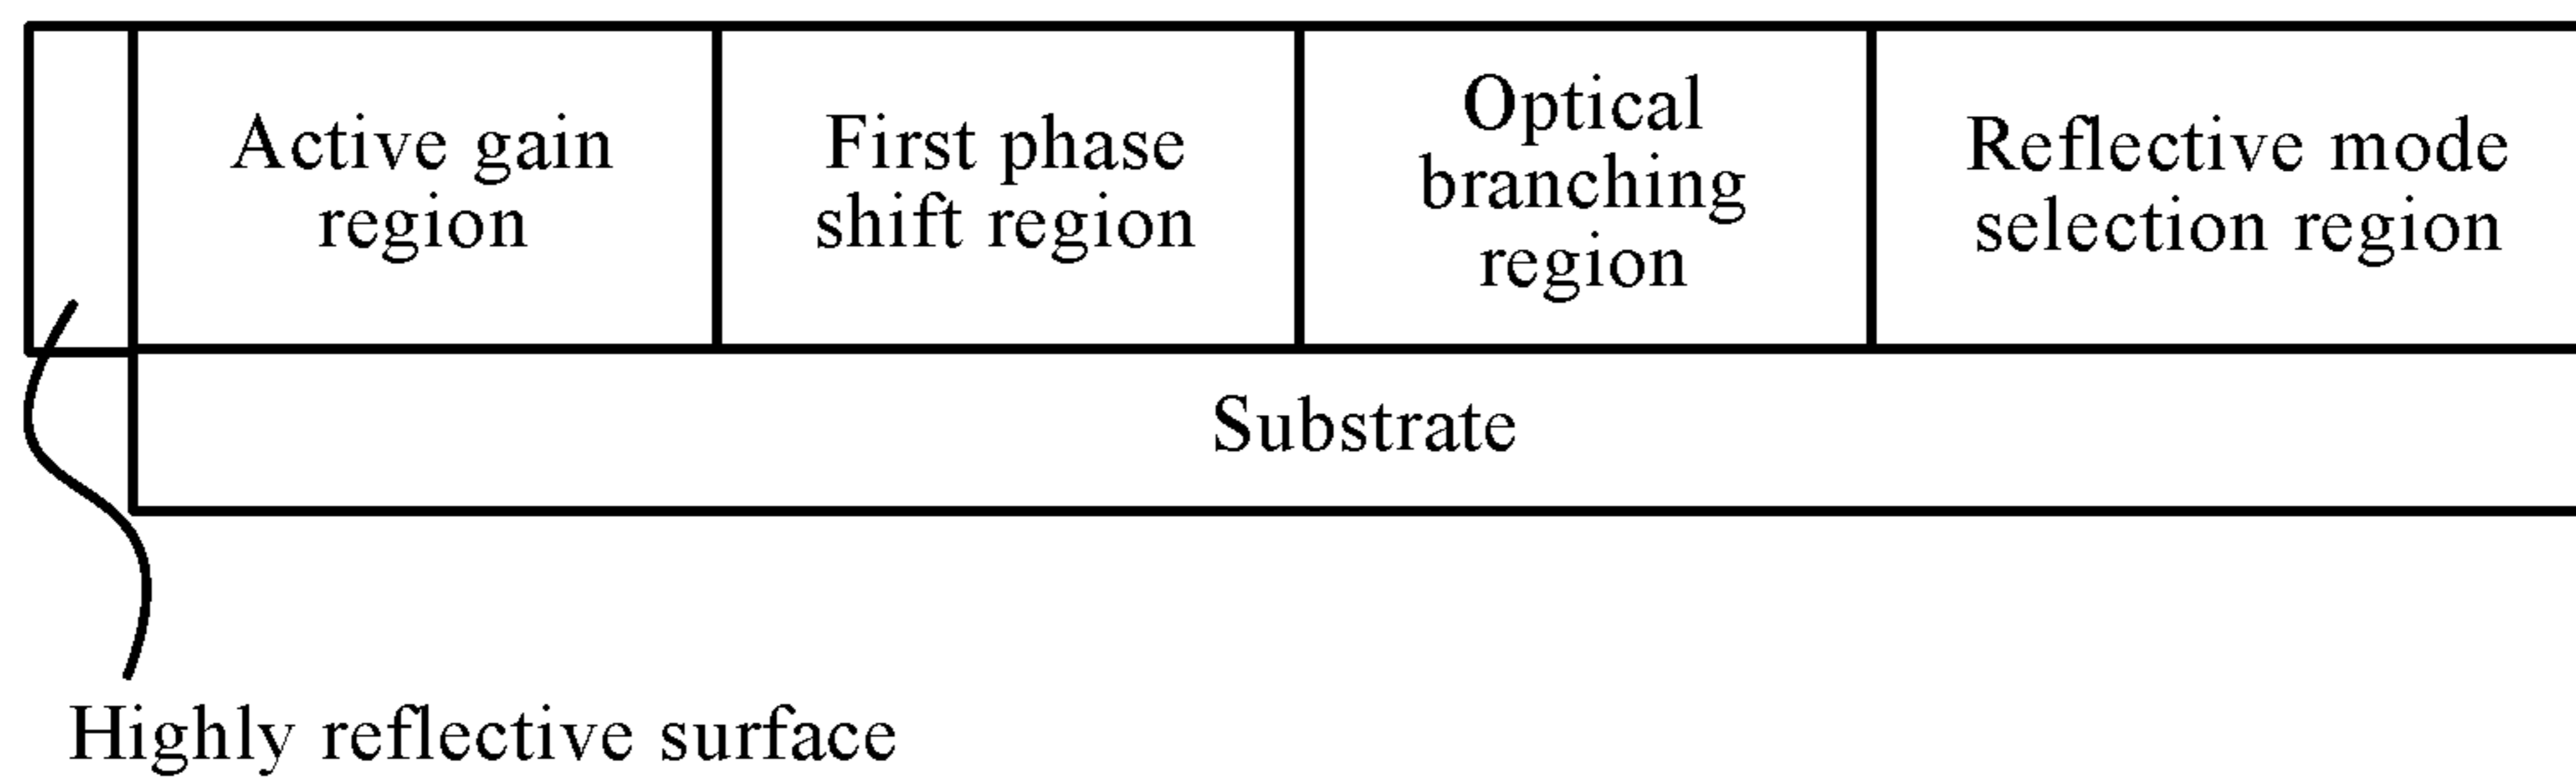 Active gain
region
First phase
shift region
Optical
branching
region
Reflective mode
selection region
Substrate
Highly reflective surface